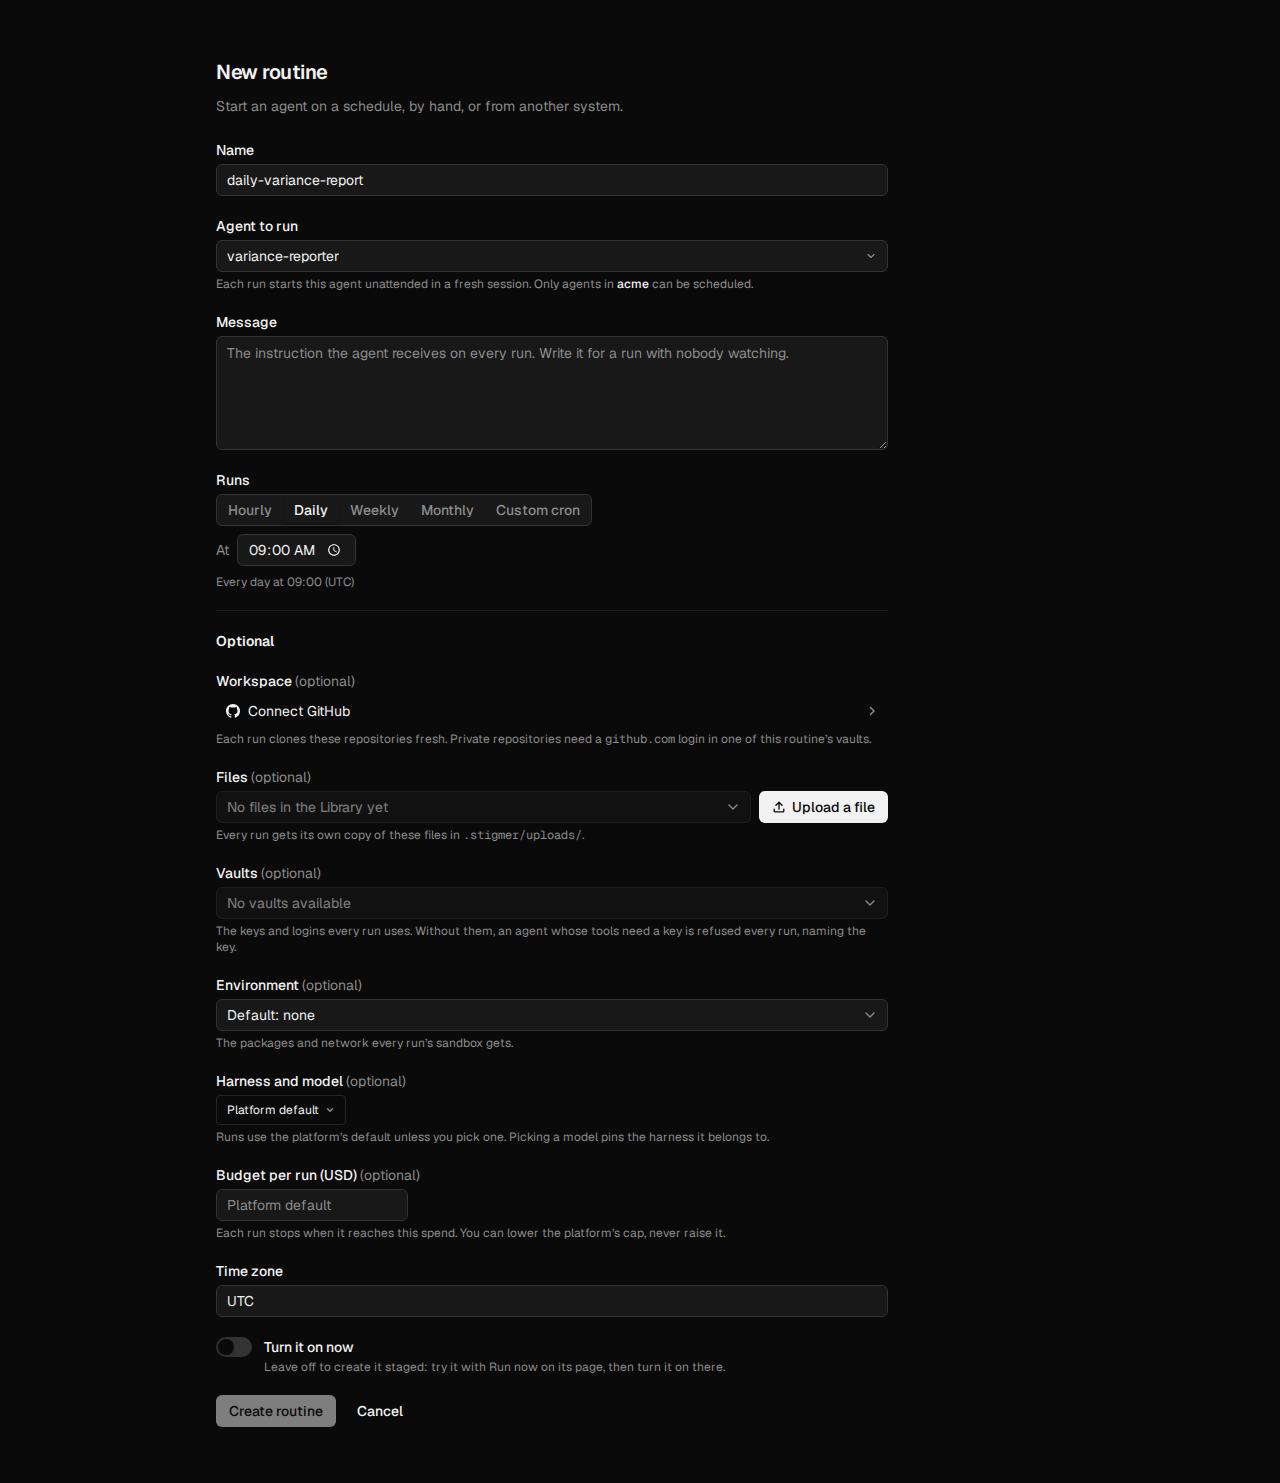 New routine
Start an agent on a schedule, by hand, or from another system.
Name
daily-variance-report
Agent to run
variance-reporter
Each run starts this agent unattended in a fresh session. Only agents in acme can be scheduled.
Message
The instruction the agent receives on every run. Write it for a run with nobody watching.
Runs
Hourly Daily Weekly Monthly Custom cron
At 09:00 AM
Every day at 09:00 (UTC)
Optional
Workspace (optional)
Connect GitHub
Each run clones these repositories fresh. Private repositories need a github.com login in one of this routine's vaults.
Files (optional)
No files in the Library yet Upload a file
Every run gets its own copy of these files in .stigmer/uploads/.
Vaults (optional)
No vaults available
The keys and logins every run uses. Without them, an agent whose tools need a key is refused every run, naming the
key.
Environment (optional)
Default: none
The packages and network every run's sandbox gets.
Harness and model (optional)
Platform default
Runs use the platform's default unless you pick one. Picking a model pins the harness it belongs to.
Budget per run (USD) (optional)
Platform default
Each run stops when it reaches this spend. You can lower the platform's cap, never raise it.
Time zone
UTC
Turn it on now
Leave off to create it staged: try it with Run now on its page, then turn it on there.
Create routine Cancel